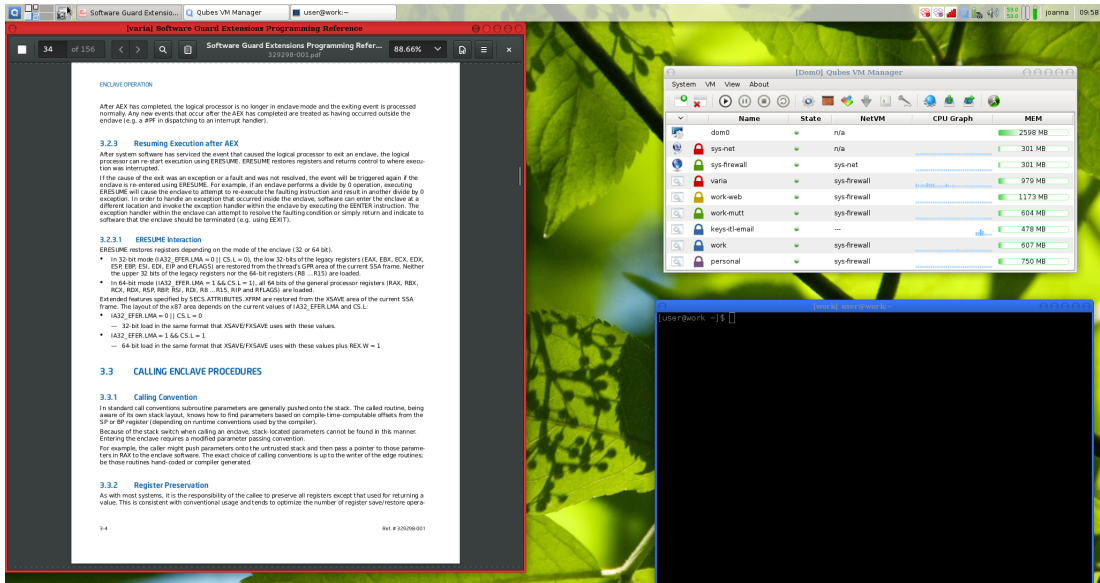 Software Guard Extensio...
Qubes VM Manager
user@work:~
59.0
53.0
joanna
09:58
[varia] Software Guard Extensions Programming Reference
34 of 156
Software Guard Extensions Programming Refer...
329298-001.pdf
88.66%
ENCLAVE OPERATION
After AEX has completed, the logical processor is no longer in enclave mode and the exiting event is processed
normally. Any new events that occur after the AEX has completed are treated as having occurred outside the
enclave (e.g. a #PF in dispatching to an interrupt handler).
3.2.3 Resuming Execution after AEX
After system software has serviced the event that caused the logical processor to exit an enclave, the logical
processor can re-start execution using ERESUME. ERESUME restores registers and returns control to where execu-
tion was interrupted.
If the cause of the exit was an exception or a fault and was not resolved, the event will be triggered again if the
enclave is re-entered using ERESUME. For example, if an enclave performs a divide by 0 operation, executing
ERESUME will cause the enclave to attempt to re-execute the faulting instruction and result in another divide by 0
exception. In order to handle an exception that occurred inside the enclave, software can enter the enclave at a
different location and invoke the exception handler within the enclave by executing the EENTER instruction. The
exception handler within the enclave can attempt to resolve the faulting condition or simply return and indicate to
software that the enclave should be terminated (e.g. using EEXIT).
3.2.3.1 ERESUME Interaction
ERESUME restores registers depending on the mode of the enclave (32 or 64 bit).
• In 32-bit mode (IA32_EFER.LMA = 0 || CS.L = 0), the low 32-bits of the legacy registers (EAX, EBX, ECX, EDX,
ESP, EBP, ESI, EDI, EIP and EFLAGS) are restored from the thread's GPR area of the current SSA frame. Neither
the upper 32 bits of the legacy registers nor the 64-bit registers (R8 ...R15) are loaded.
• In 64-bit mode (IA32_EFER.LMA = 1 && CS.L = 1), all 64 bits of the general processor registers (RAX, RBX,
RCX, RDX, RSP, RBP, RSI, RDI, R8 ...R15, RIP and RFLAGS) are loaded.
Extended features specified by SECS.ATTRIBUTES.XFRM are restored from the XSAVE area of the current SSA
frame. The layout of the x87 area depends on the current values of IA32_EFER.LMA and CS.L:
• IA32_EFER.LMA = 0 || CS.L = 0
— 32-bit load in the same format that XSAVE/FXSAVE uses with these values.
• IA32_EFER.LMA = 1 && CS.L = 1
— 64-bit load in the same format that XSAVE/FXSAVE uses with these values plus REX.W = 1
3.3 CALLING ENCLAVE PROCEDURES
3.3.1 Calling Convention
In standard call conventions subroutine parameters are generally pushed onto the stack. The called routine, being
aware of its own stack layout, knows how to find parameters based on compile-time-computable offsets from the
SP or BP register (depending on runtime conventions used by the compiler).
Because of the stack switch when calling an enclave, stack-located parameters cannot be found in this manner.
Entering the enclave requires a modified parameter passing convention.
For example, the caller might push parameters onto the untrusted stack and then pass a pointer to those parame-
ters in RAX to the enclave software. The exact choice of calling conventions is up to the writer of the edge routines;
be those routines hand-coded or compiler generated.
3.3.2 Register Preservation
As with most systems, it is the responsibility of the callee to preserve all registers except that used for returning a
value. This is consistent with conventional usage and tends to optimize the number of register save/restore opera-
3-4 Ref. # 329298-001
[Dom0] Qubes VM Manager
System VM View About
Name State NetVM CPU Graph MEM
dom0 n/a 2598 MB
sys-net n/a 301 MB
sys-firewall sys-net 301 MB
varia sys-firewall 979 MB
work-web sys-firewall 1173 MB
work-mutt sys-firewall 604 MB
keys-itl-email --- 478 MB
work sys-firewall 607 MB
personal sys-firewall 750 MB
[work] user@work:~
[user@work ~]$